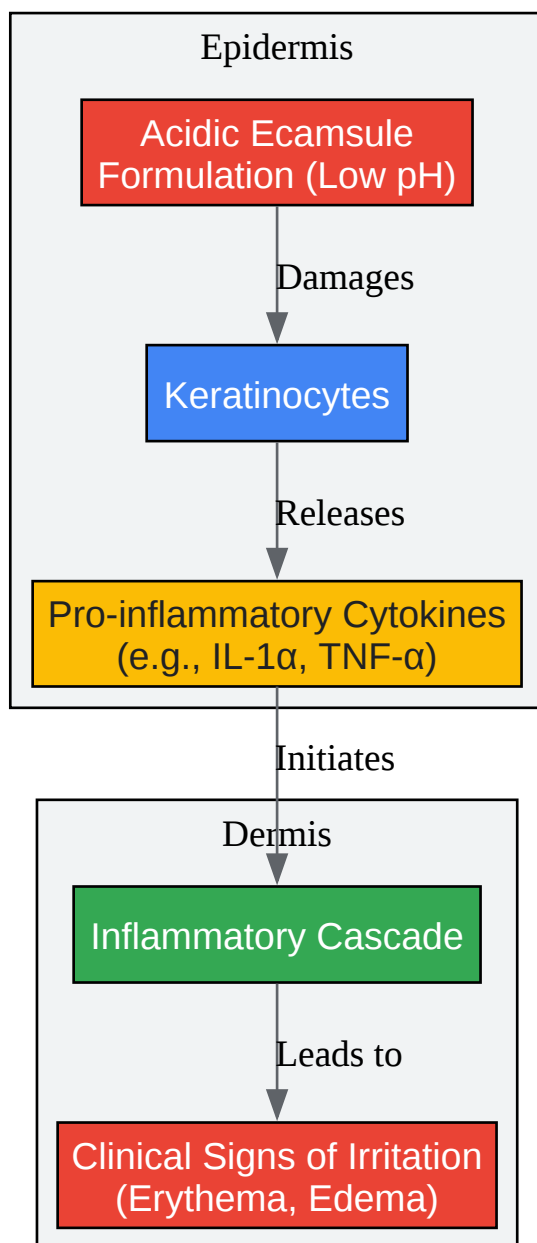 Epidermis
Acidic Ecamsule
Formulation (Low pH)
Damages
Keratinocytes
Releases
Pro-inflammatory Cytokines
(e.g., IL-1α, TNF-α)
Initiates
Dermis
Inflammatory Cascade
Leads to
Clinical Signs of Irritation
(Erythema, Edema)